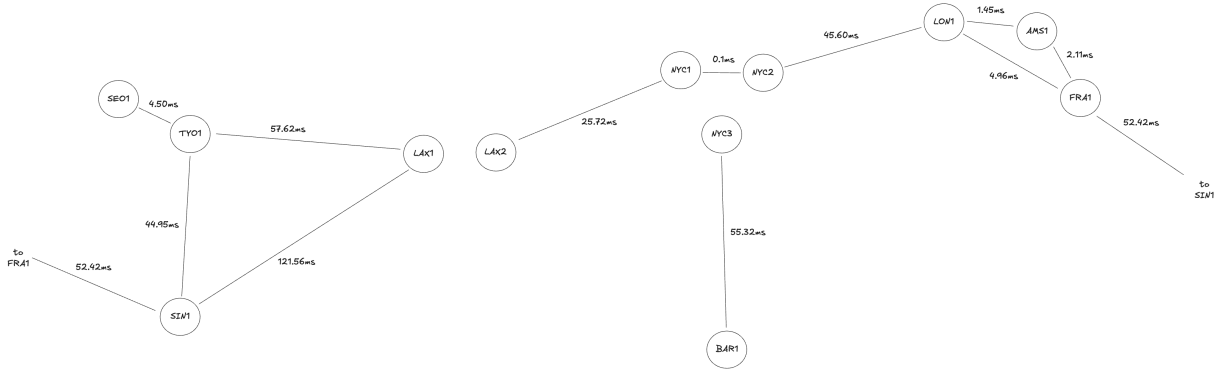 LON1
1.45ms
AMS1
45.60ms
2.11ms
NYC1
0.1ms
NYC2
4.96ms
FRA1
SEO1
4.50ms
TYO1
57.62ms
LAX1
LAX2
25.72ms
NYC3
52.42ms
to
SIN1
44.95ms
55.32ms
to
FRA1
52.42ms
121.56ms
SIN1
BAR1